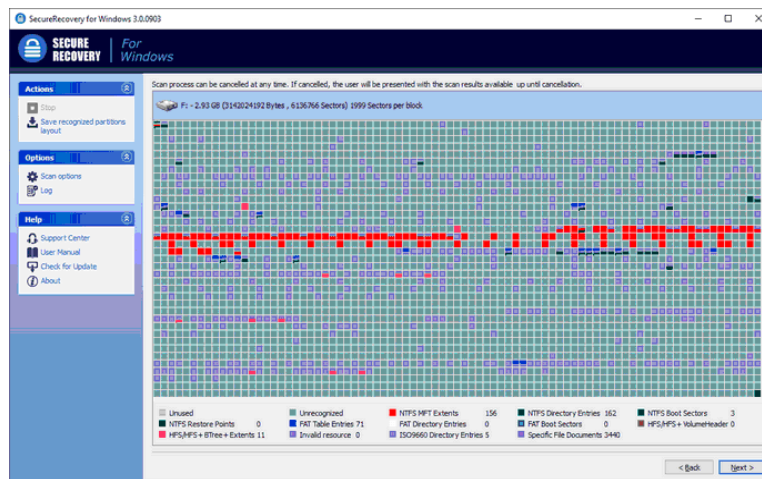 SecureRecovery for Windows 3.0.0903
SECURE RECOVERY
For Windows
Actions
Stop
Save recognized partitions layout
Options
Scan options
Log
Help
Support Center
User Manual
Check for Update
About
Scan process can be cancelled at any time. If cancelled, the user will be presented with the scan results available up until cancellation.
F: - 2.93 GB (3142024192 Bytes , 6136766 Sectors) 1999 Sectors per block
Unused
Unrecognized
NTFS MFT Extents 156
NTFS Directory Entries 162
NTFS Boot Sectors 3
NTFS Restore Points 0
FAT Table Entries 71
FAT Directory Entries 0
FAT Boot Sectors 0
HFS/HFS+ VolumeHeader 0
HFS/HFS+ BTree+ Extents 11
Invalid resource 0
ISO9660 Directory Entries 5
Specific File Documents 3440
< Back
Next >